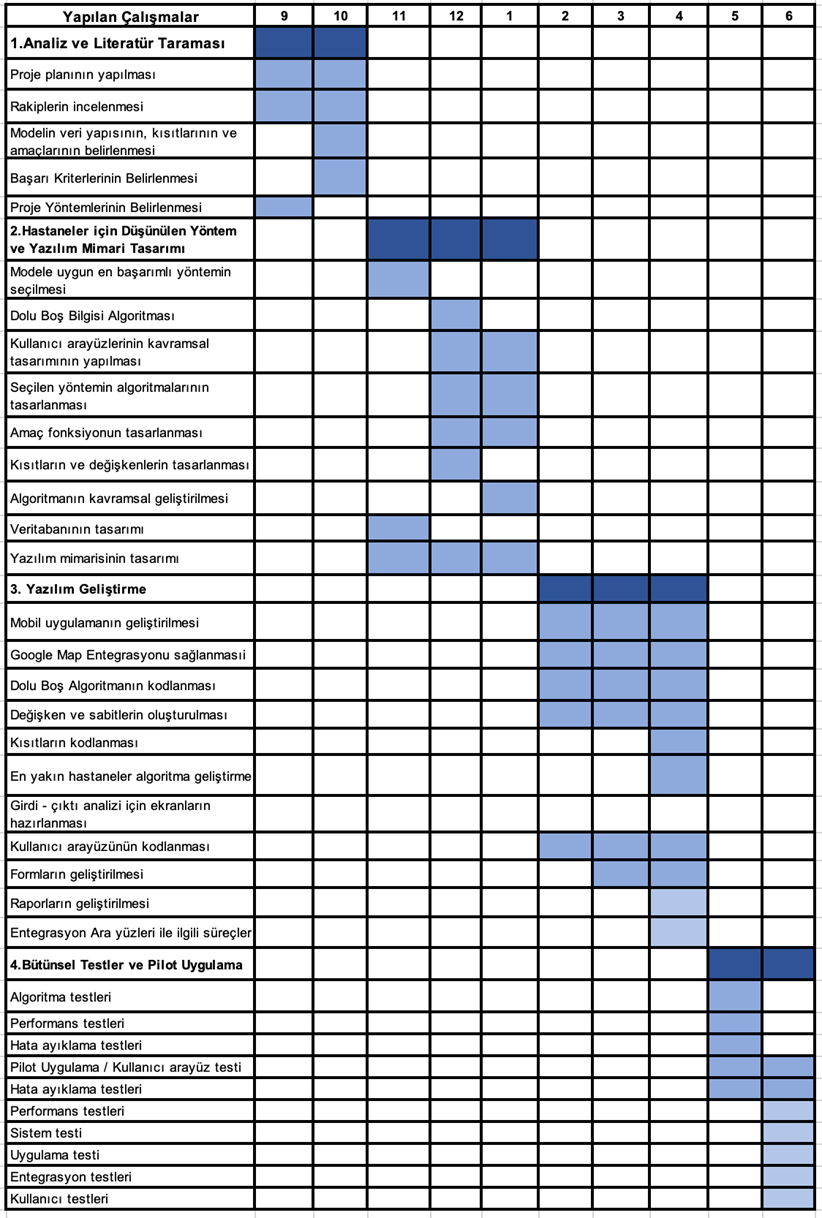 Yapılan Çalışmalar 9 10 11 12 1 2 3 4 5 6
1.Analiz ve Literatür Taraması
Proje planının yapılması
Rakiplerin incelenmesi
Modelin veri yapısının, kısıtlarının ve
amaçlarının belirlenmesi
Başarı Kriterlerinin Belirlenmesi
Proje Yöntemlerinin Belirlenmesi
2.Hastaneler için Düşünülen Yöntem
ve Yazılım Mimari Tasarımı
Modele uygun en başarımlı yöntemin
seçilmesi
Dolu Boş Bilgisi Algoritması
Kullanıcı arayüzlerinin kavramsal
tasarımının yapılması
Seçilen yöntemin algoritmalarının
tasarlanması
Amaç fonksiyonun tasarlanması
Kısıtların ve değişkenlerin tasarlanması
Algoritmanın kavramsal geliştirilmesi
Veritabanının tasarımı
Yazılım mimarisinin tasarımı
3. Yazılım Geliştirme
Mobil uygulamanın geliştirilmesi
Google Map Entegrasyonu sağlanmasıi
Dolu Boş Algoritmanın kodlanması
Değişken ve sabitlerin oluşturulması
Kısıtların kodlanması
En yakın hastaneler algoritma geliştirme
Girdi - çıktı analizi için ekranların
hazırlanması
Kullanıcı arayüzünün kodlanması
Formların geliştirilmesi
Raporların geliştirilmesi
Entegrasyon Ara yüzleri ile ilgili süreçler
4.Bütünsel Testler ve Pilot Uygulama
Algoritma testleri
Performans testleri
Hata ayıklama testleri
Pilot Uygulama / Kullanıcı arayüz testi
Hata ayıklama testleri
Performans testleri
Sistem testi
Uygulama testi
Entegrasyon testleri
Kullanıcı testleri